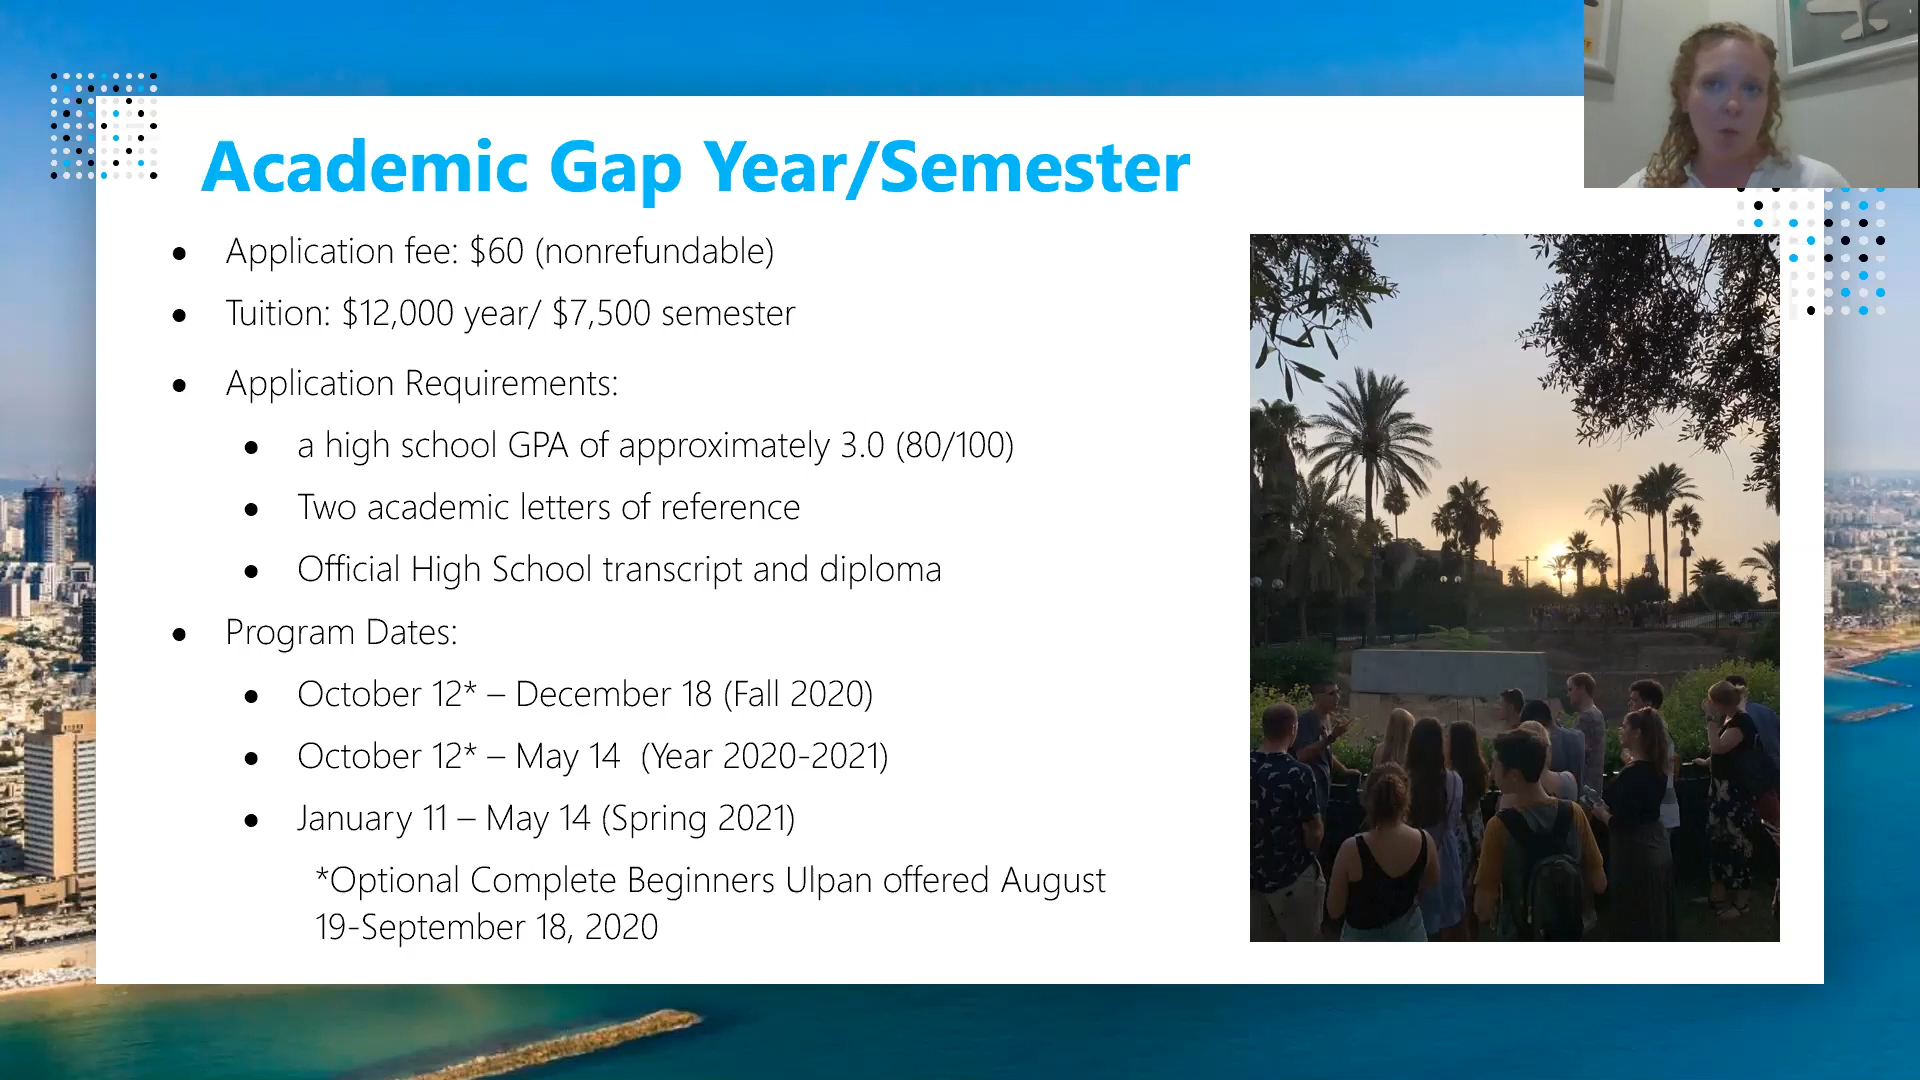 Academic Gap Year/Semester
• Application fee: $60 (nonrefundable)
• Tuition: $12,000 year/ $7,500 semester
• Application Requirements:
• a high school GPA of approximately 3.0 (80/100)
• Two academic letters of reference
• Official High School transcript and diploma
• Program Dates:
• October 12* – December 18 (Fall 2020)
• October 12* – May 14  (Year 2020-2021)
• January 11 – May 14 (Spring 2021)
*Optional Complete Beginners Ulpan offered August
19-September 18, 2020